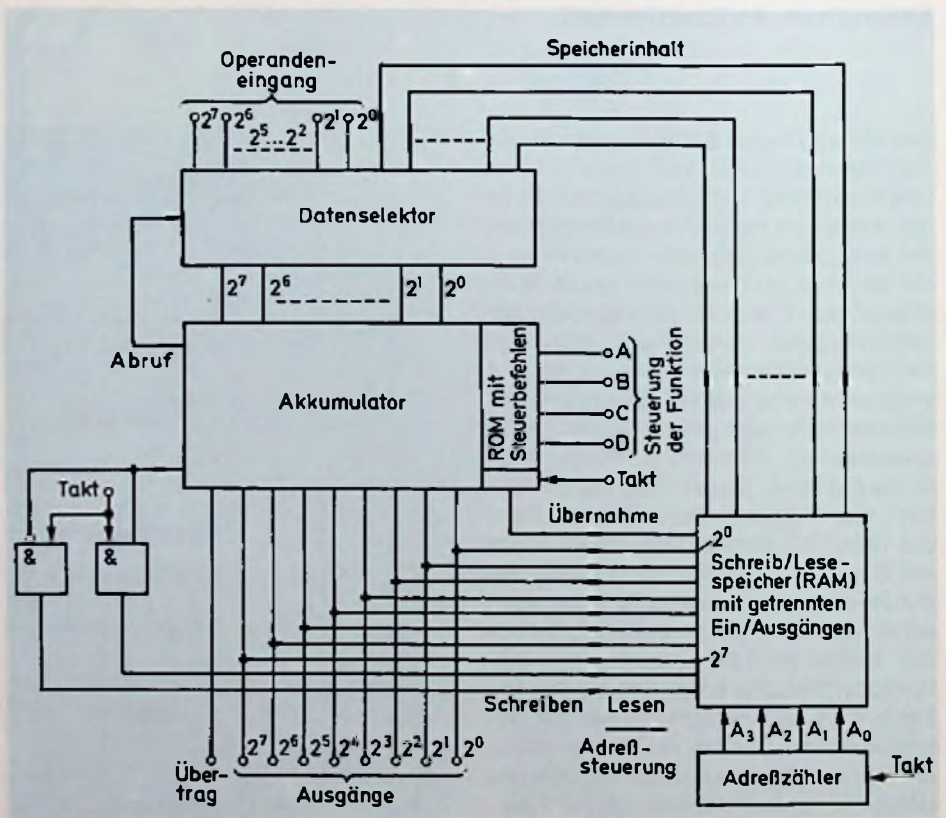 Speicherinhalt
Operanden-
eingang
2⁷ 2⁶ 2⁵...2² 2¹ 2⁰
Datenselektor
2⁷ 2⁶ 2¹ 2⁰
Abruf
Akkumulator
ROM mit
Steuerbefehlen
A
B
C
D
Steuerung
der Funktion
Takt
Takt
&
&
Übernahme
2⁰
Schreib/Lese-
speicher (RAM)
mit getrennten
Ein/Ausgängen
2⁷
Schreiben Lesen
Adreß-
steuerung
A₃ A₂ A₁ A₀
Adreßzähler
Takt
Über-
trag
2⁷ 2⁶ 2⁵ 2⁴ 2³ 2² 2¹ 2⁰
Ausgänge